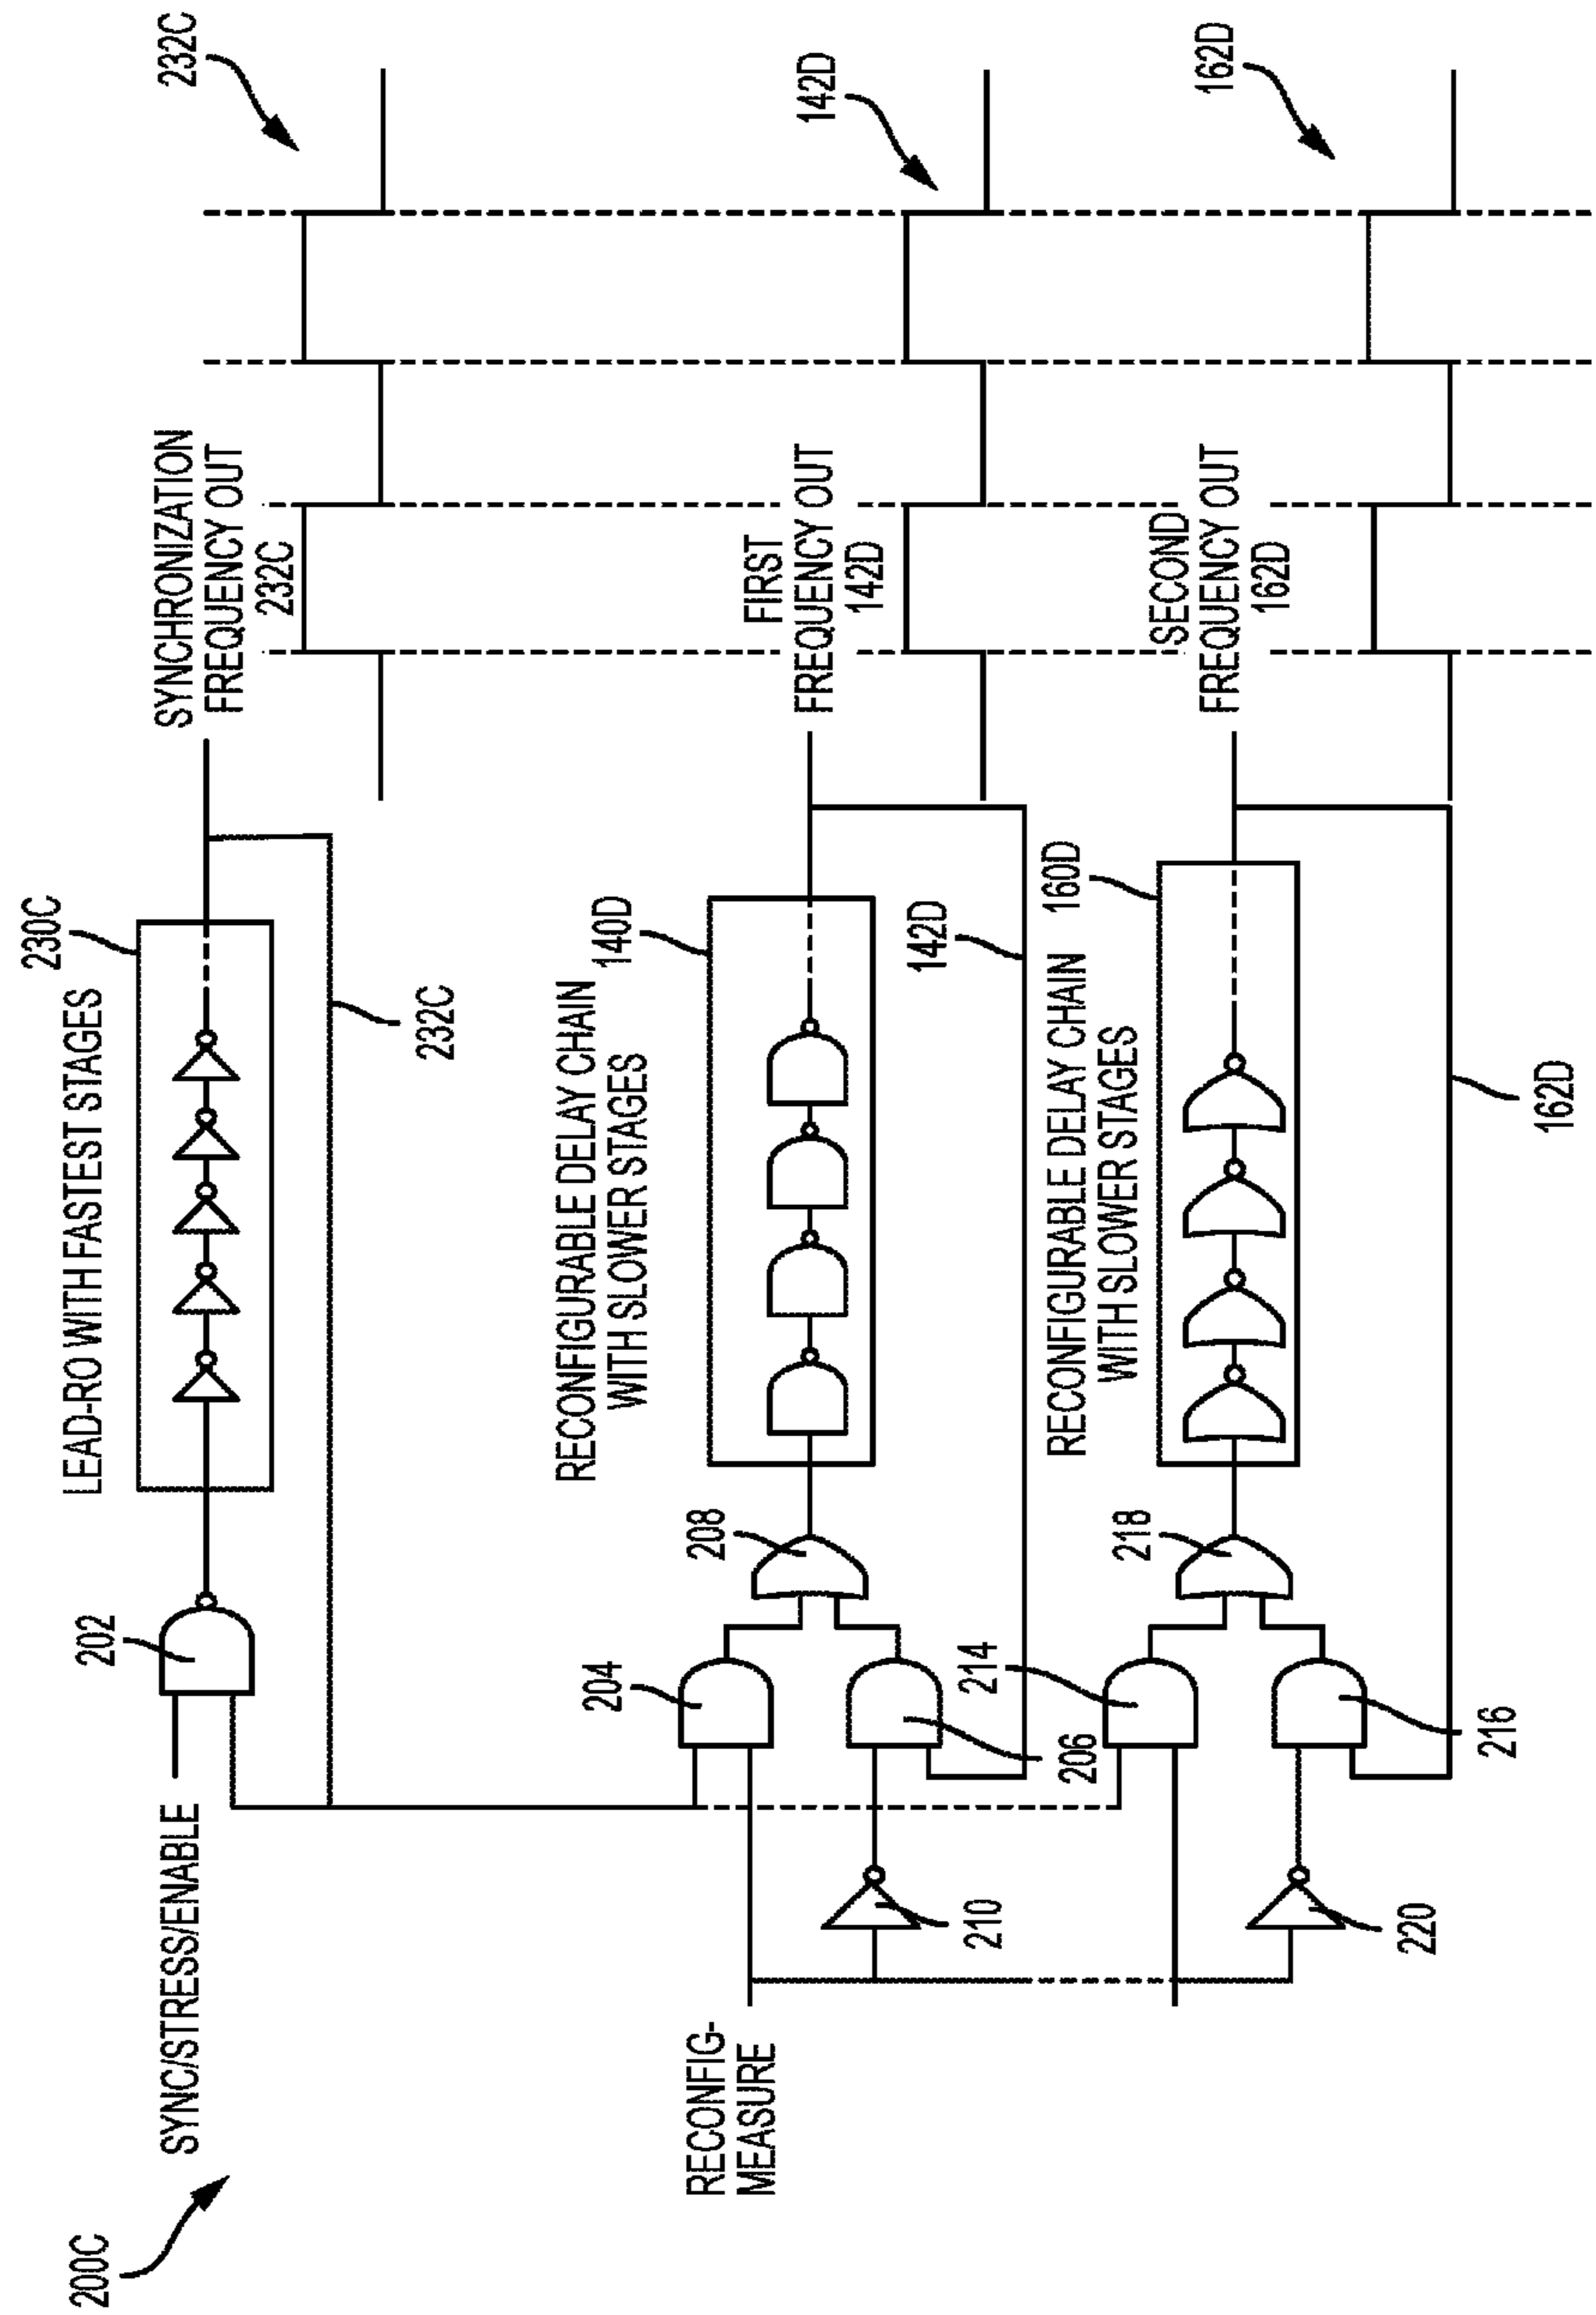 200C
SYNC/STRESS/ENABLE
202
LEAD-RO WITH FASTEST STAGES
230C
232C
SYNCHRONIZATION
FREQUENCY OUT
232C
232C
RECONFIG-
MEASURE
204
206
208
210
RECONFIGURABLE DELAY CHAIN
WITH SLOWER STAGES
140D
142D
FIRST
FREQUENCY OUT
142D
142D
214
216
218
220
RECONFIGURABLE DELAY CHAIN
WITH SLOWER STAGES
160D
162D
SECOND
FREQUENCY OUT
162D
162D